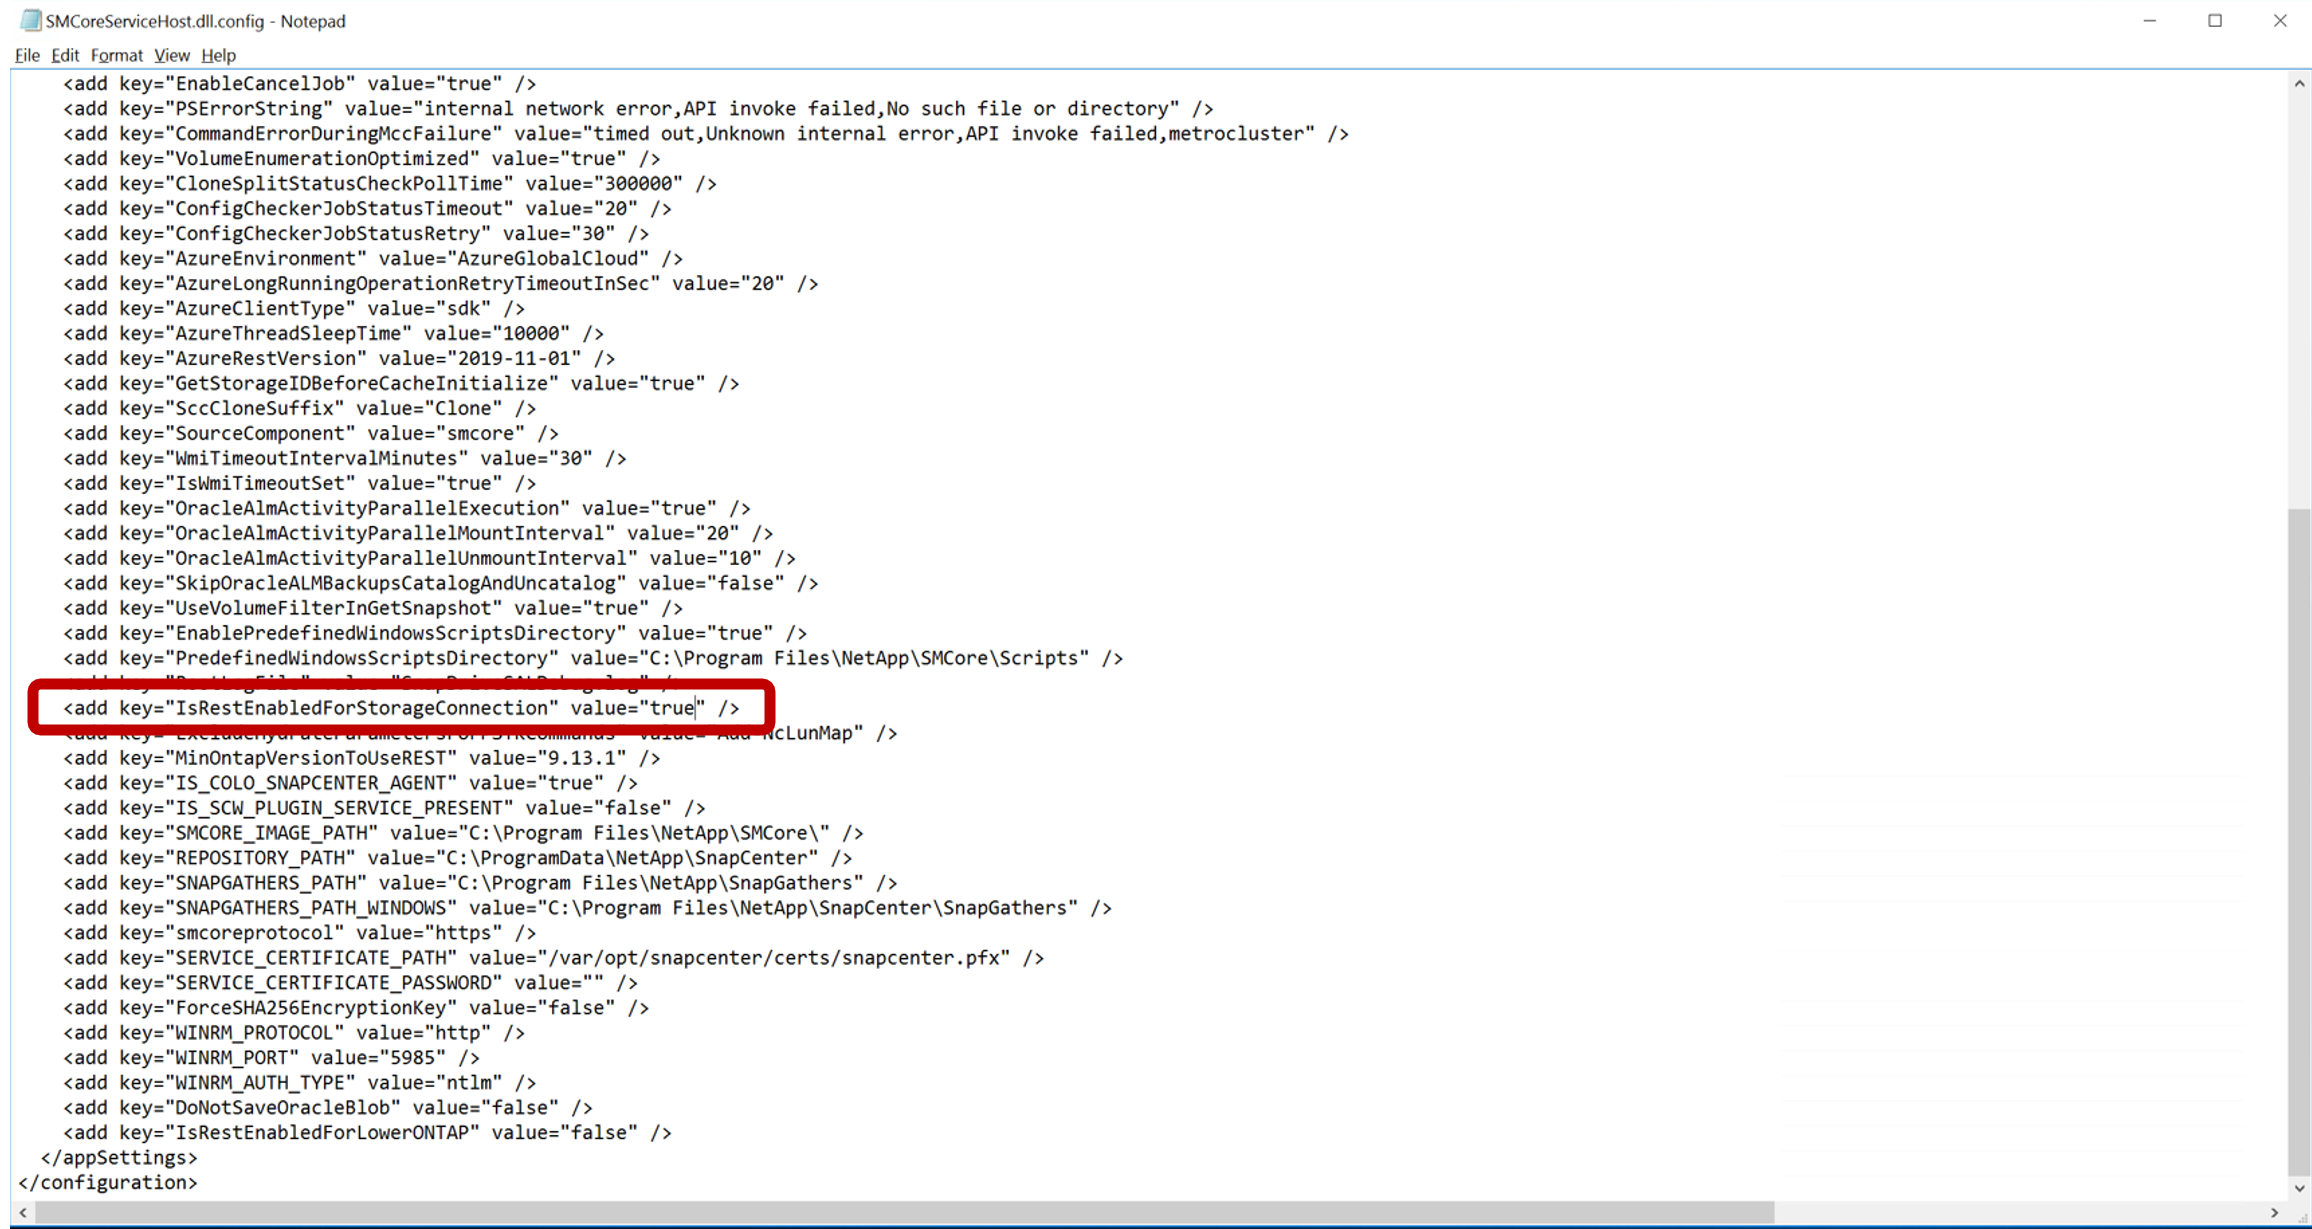 SMCoreServiceHost.dll.config - Notepad
File Edit Format View Help
<add key="EnableCancelJob" value="true" />
<add key="PSErrorString" value="internal network error,API invoke failed,No such file or directory" />
<add key="CommandErrorDuringMccFailure" value="timed out,Unknown internal error,API invoke failed,metrocluster" />
<add key="VolumeEnumerationOptimized" value="true" />
<add key="CloneSplitStatusCheckPollTime" value="300000" />
<add key="ConfigCheckerJobStatusTimeout" value="20" />
<add key="ConfigCheckerJobStatusRetry" value="30" />
<add key="AzureEnvironment" value="AzureGlobalCloud" />
<add key="AzureLongRunningOperationRetryTimeoutInSec" value="20" />
<add key="AzureClientType" value="sdk" />
<add key="AzureThreadSleepTime" value="10000" />
<add key="AzureRestVersion" value="2019-11-01" />
<add key="GetStorageIDBeforeCacheInitialize" value="true" />
<add key="SccCloneSuffix" value="Clone" />
<add key="SourceComponent" value="smcore" />
<add key="WmiTimeoutIntervalMinutes" value="30" />
<add key="IsWmiTimeoutSet" value="true" />
<add key="OracleAlmActivityParallelExecution" value="true" />
<add key="OracleAlmActivityParallelMountInterval" value="20" />
<add key="OracleAlmActivityParallelUnmountInterval" value="10" />
<add key="SkipOracleALMBackupsCatalogAndUncatalog" value="false" />
<add key="UseVolumeFilterInGetSnapshot" value="true" />
<add key="EnablePredefinedWindowsScriptsDirectory" value="true" />
<add key="PredefinedWindowsScriptsDirectory" value="C:\Program Files\NetApp\SMCore\Scripts" />
<add key="IsRestEnabledForStorageConnection" value="true" />
NcLunMap" />
<add key="MinOntapVersionToUseREST" value="9.13.1" />
<add key="IS_COLO_SNAPCENTER_AGENT" value="true" />
<add key="IS_SCW_PLUGIN_SERVICE_PRESENT" value="false" />
<add key="SMCORE_IMAGE_PATH" value="C:\Program Files\NetApp\SMCore\" />
<add key="REPOSITORY_PATH" value="C:\ProgramData\NetApp\SnapCenter" />
<add key="SNAPGATHERS_PATH" value="C:\Program Files\NetApp\SnapGathers" />
<add key="SNAPGATHERS_PATH_WINDOWS" value="C:\Program Files\NetApp\SnapCenter\SnapGathers" />
<add key="smcoreprotocol" value="https" />
<add key="SERVICE_CERTIFICATE_PATH" value="/var/opt/snapcenter/certs/snapcenter.pfx" />
<add key="SERVICE_CERTIFICATE_PASSWORD" value="" />
<add key="ForceSHA256EncryptionKey" value="false" />
<add key="WINRM_PROTOCOL" value="http" />
<add key="WINRM_PORT" value="5985" />
<add key="WINRM_AUTH_TYPE" value="ntlm" />
<add key="DoNotSaveOracleBlob" value="false" />
<add key="IsRestEnabledForLowerONTAP" value="false" />
</appSettings>
</configuration>